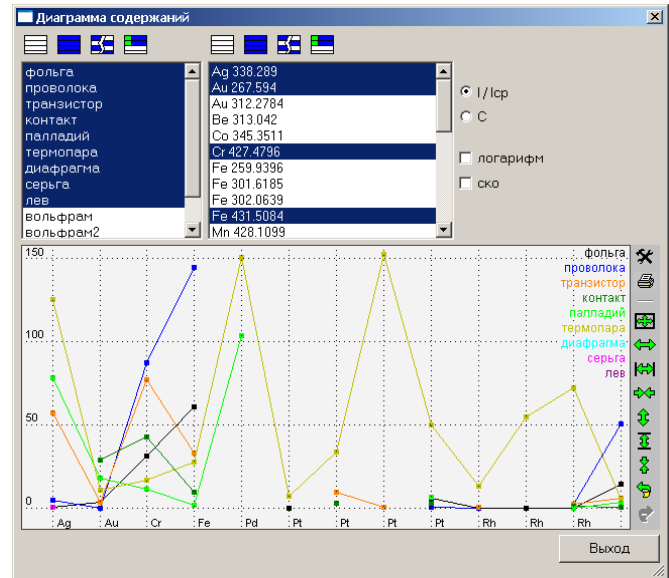 Диаграмма содержаний
фольга
проволока
транзистор
контакт
палладий
термопара
диафрагма
серьга
лев
вольфрам
вольфрам2
Ag 338.289
Au 267.594
Au 312.2784
Be 313.042
Co 345.3511
Cr 427.4796
Fe 259.9396
Fe 301.6185
Fe 302.0639
Fe 431.5084
Mn 428.1099
I/Iср
C
логарифм
ско
150
100
50
0
фольга
проволока
транзистор
контакт
палладий
термопара
диафрагма
серьга
лев
Ag Au Cr Fe Pd Pt Pt Pt Pt Rh Rh Rh
Выход